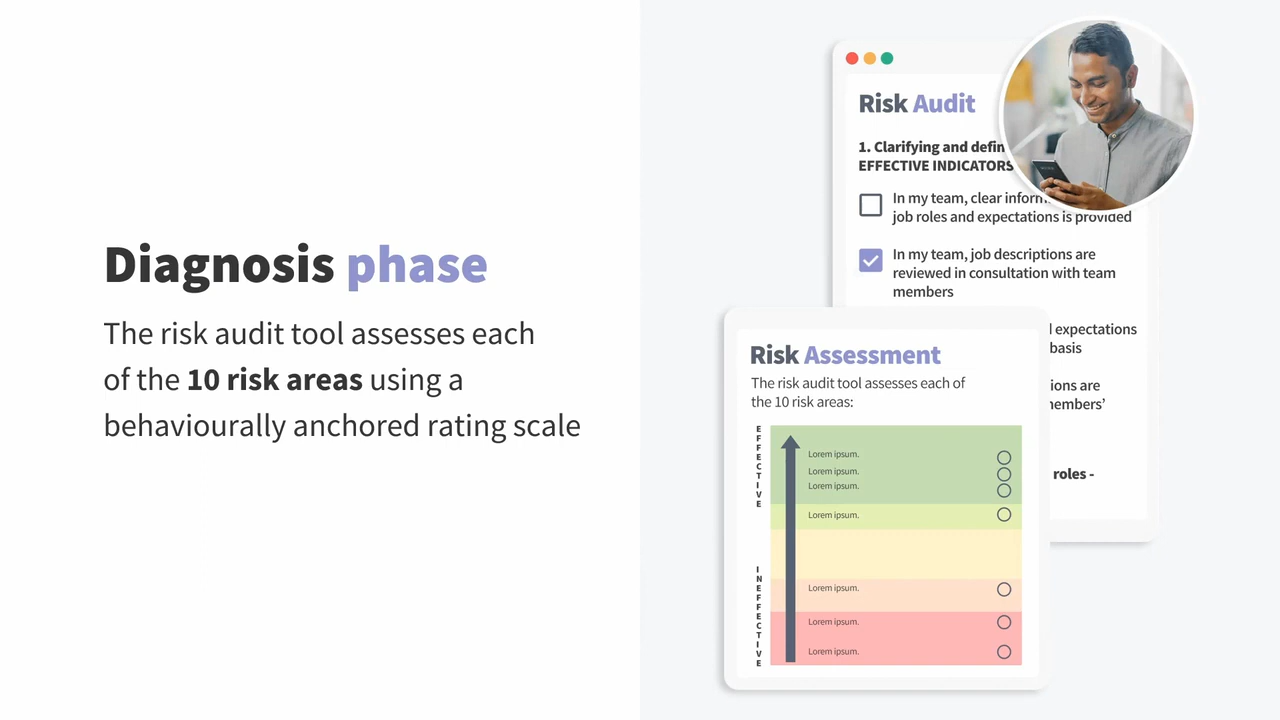 Diagnosis phase
The risk audit tool assesses each
of the 10 risk areas using a
behaviourally anchored rating scale
Risk Audit
1. Clarifying and
EFFECTIVE INDICATORS
In my team, clear
job roles and expectations is provided
In my team, job descriptions are
reviewed in consultation with team
members
expectations
basis
are
members’
roles -
Risk Assessment
The risk audit tool assesses each of
the 10 risk areas:
EFFECTIVE
Lorem ipsum.
Lorem ipsum.
Lorem ipsum.
Lorem ipsum.
INEFFECTIVE
Lorem ipsum.
Lorem ipsum.
Lorem ipsum.